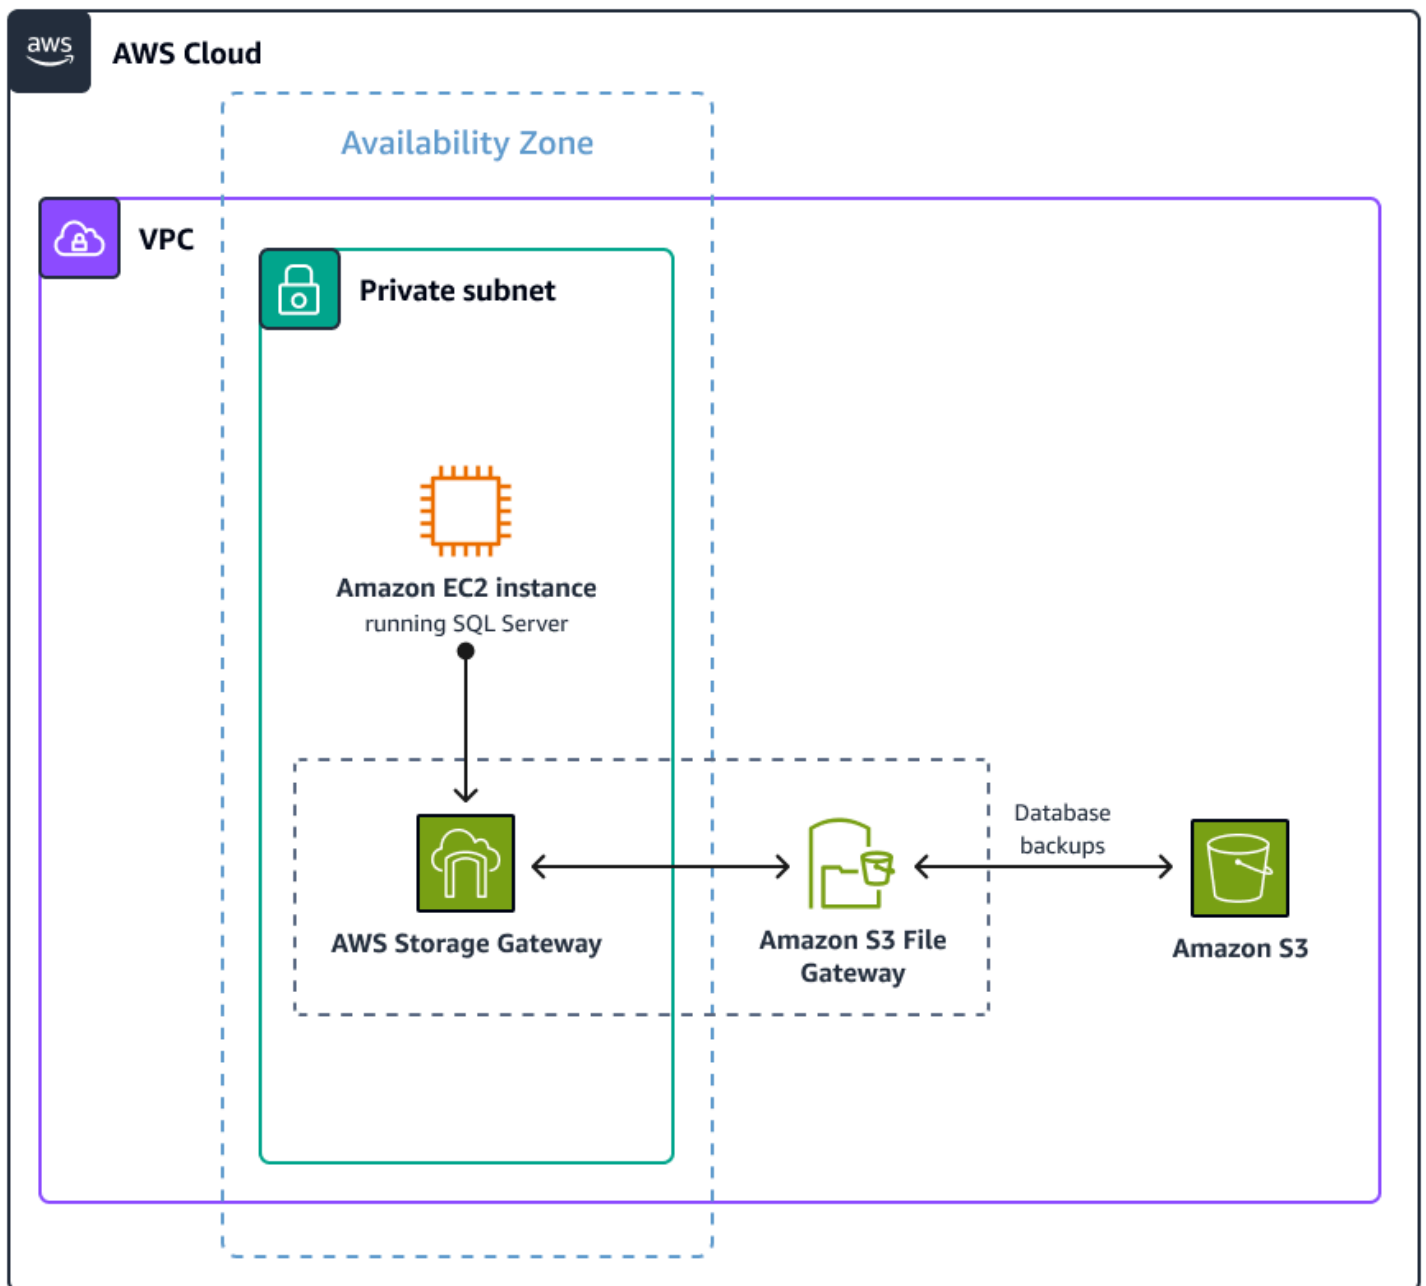 aws
AWS Cloud
Availability Zone
VPC
Private subnet
Amazon EC2 instance
running SQL Server
Database
backups
AWS Storage Gateway
Amazon S3 File
Gateway
Amazon S3